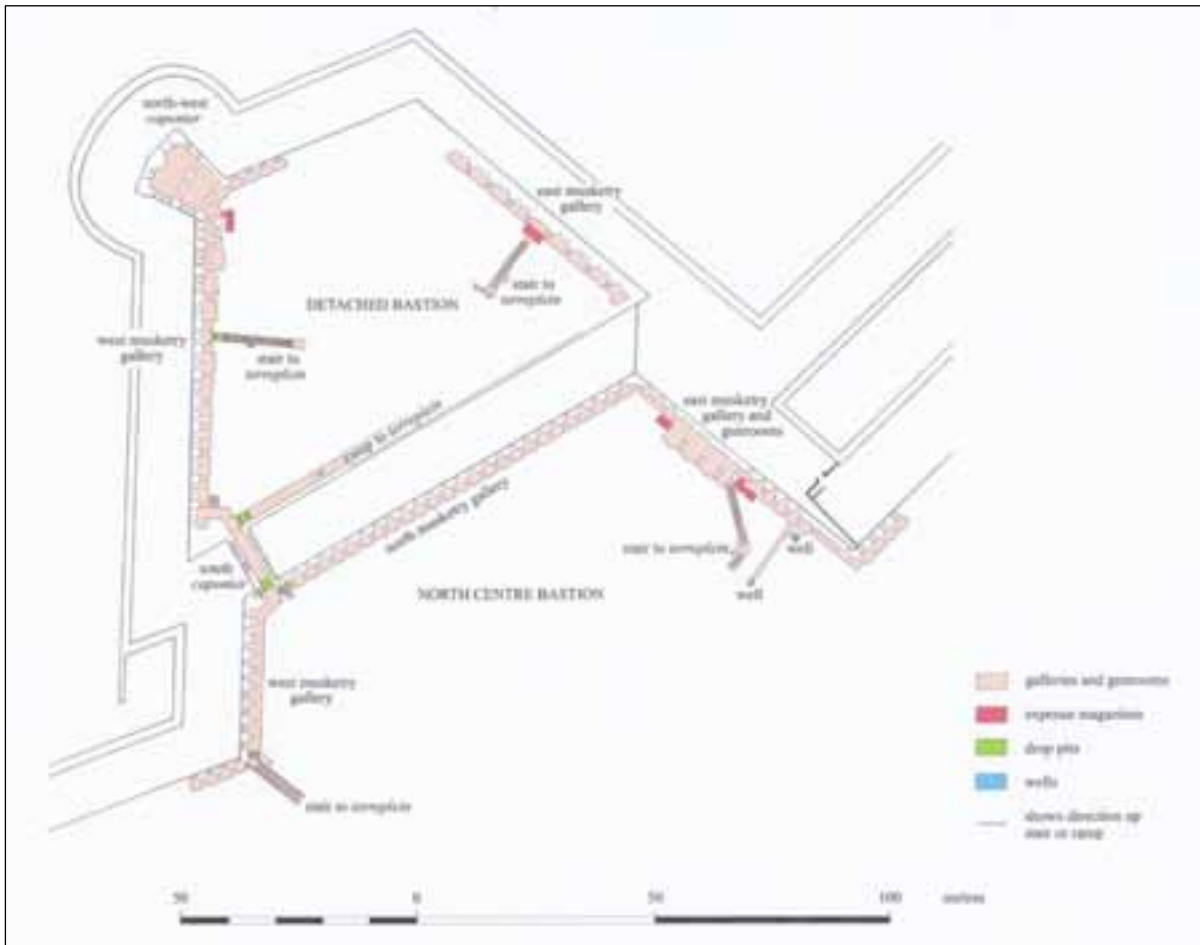 north-west
caponier
east musketry
gallery
stair to
terreplein
DETACHED BASTION
west musketry
gallery
stair to
terreplein
ramp to terreplein
east musketry
gallery and
gunrooms
north musketry gallery
south
caponier
stair to terreplein
well
well
NORTH CENTRE BASTION
west musketry
gallery
stair to terreplein
galleries and gunrooms
expense magazines
drop pits
wells
shows direction up
stair or ramp
50
0
50
100
metres